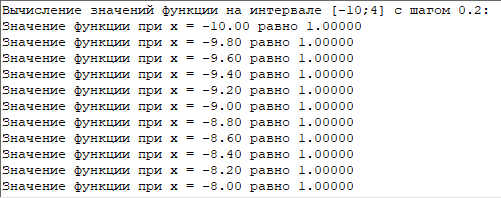 Вычисление значений функции на интервале [-10;4] с шагом 0.2:
Значение функции при x = -10.00 равно 1.00000
Значение функции при x = -9.80 равно 1.00000
Значение функции при x = -9.60 равно 1.00000
Значение функции при x = -9.40 равно 1.00000
Значение функции при x = -9.20 равно 1.00000
Значение функции при x = -9.00 равно 1.00000
Значение функции при x = -8.80 равно 1.00000
Значение функции при x = -8.60 равно 1.00000
Значение функции при x = -8.40 равно 1.00000
Значение функции при x = -8.20 равно 1.00000
Значение функции при x = -8.00 равно 1.00000